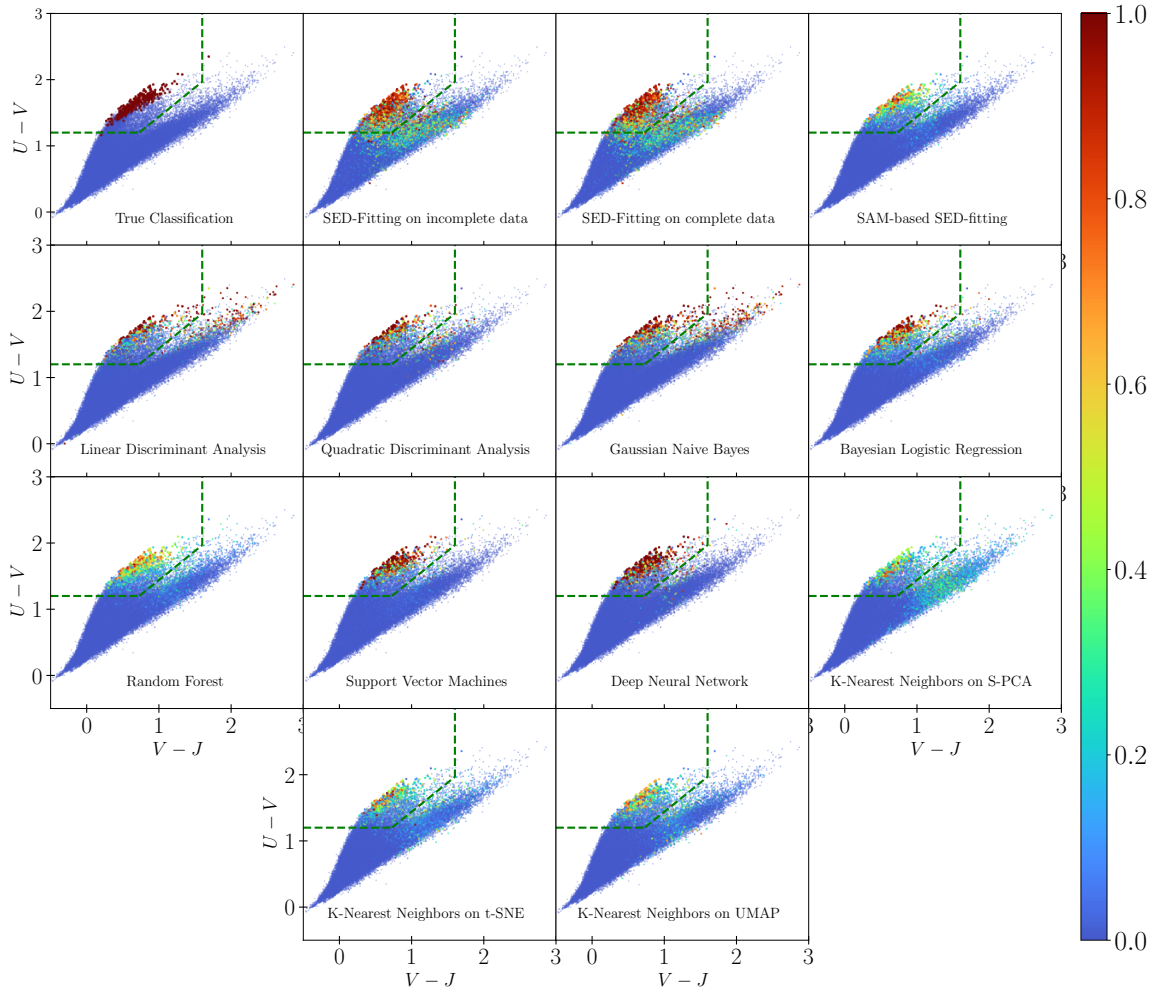 3
2
1
0
U − V
True Classification
SED-Fitting on incomplete data
SED-Fitting on complete data
SAM-based SED-fitting
1.0
0.8
0.6
0.4
0.2
0.0
3
3
2
1
0
U − V
Linear Discriminant Analysis
Quadratic Discriminant Analysis
Gaussian Naive Bayes
Bayesian Logistic Regression
3
3
2
1
0
U − V
Random Forest
Support Vector Machines
Deep Neural Network
K-Nearest Neighbors on S-PCA
0 1 2 3
V − J
3
0 1 2 3
V − J
2
1
0
U − V
K-Nearest Neighbors on t-SNE
K-Nearest Neighbors on UMAP
0 1 2 3
V − J
0 1 2 3
V − J